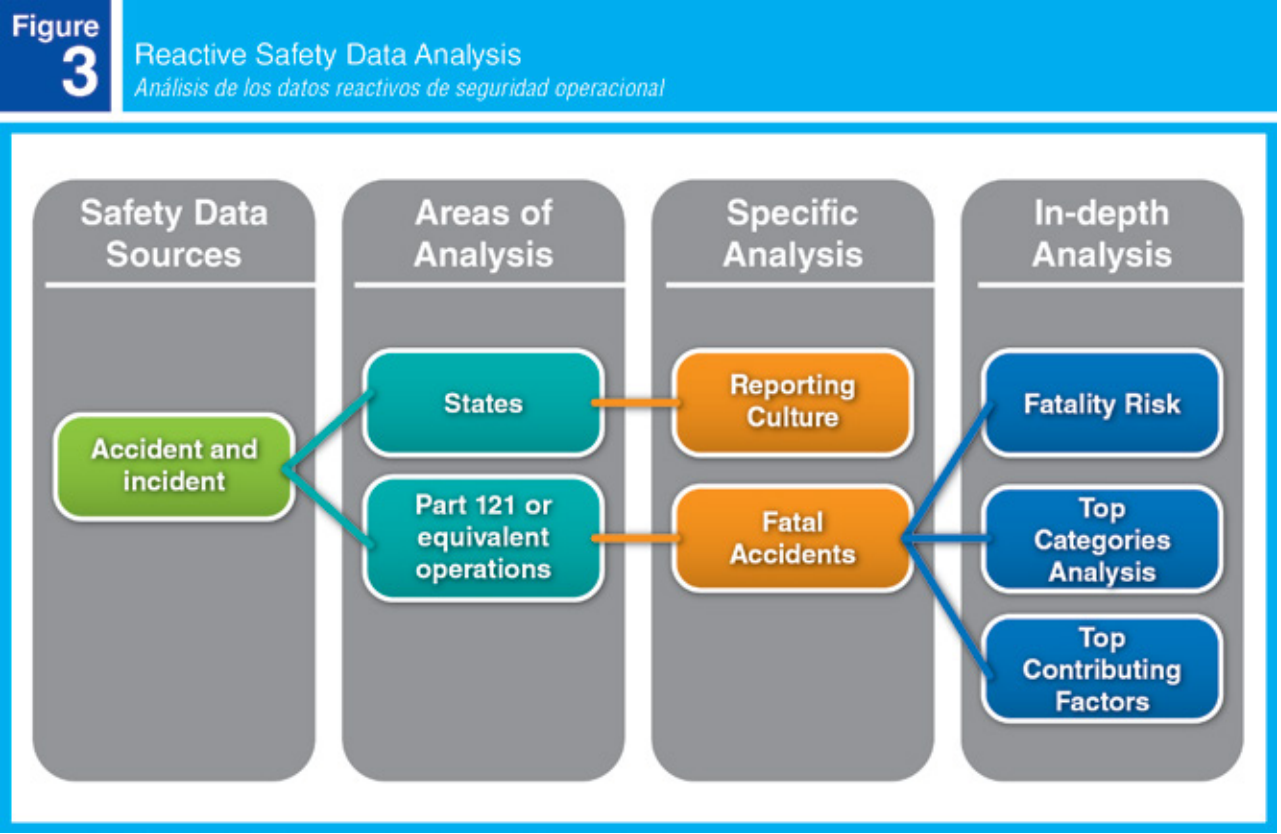 Figure
3
Reactive Safety Data Analysis
Análisis de los datos reactivos de seguridad operacional
Safety Data
Sources
Accident and
incident
Areas of
Analysis
States
Part 121 or
equivalent
operations
Specific
Analysis
Reporting
Culture
Fatal
Accidents
In-depth
Analysis
Fatality Risk
Top
Categories
Analysis
Top
Contributing
Factors